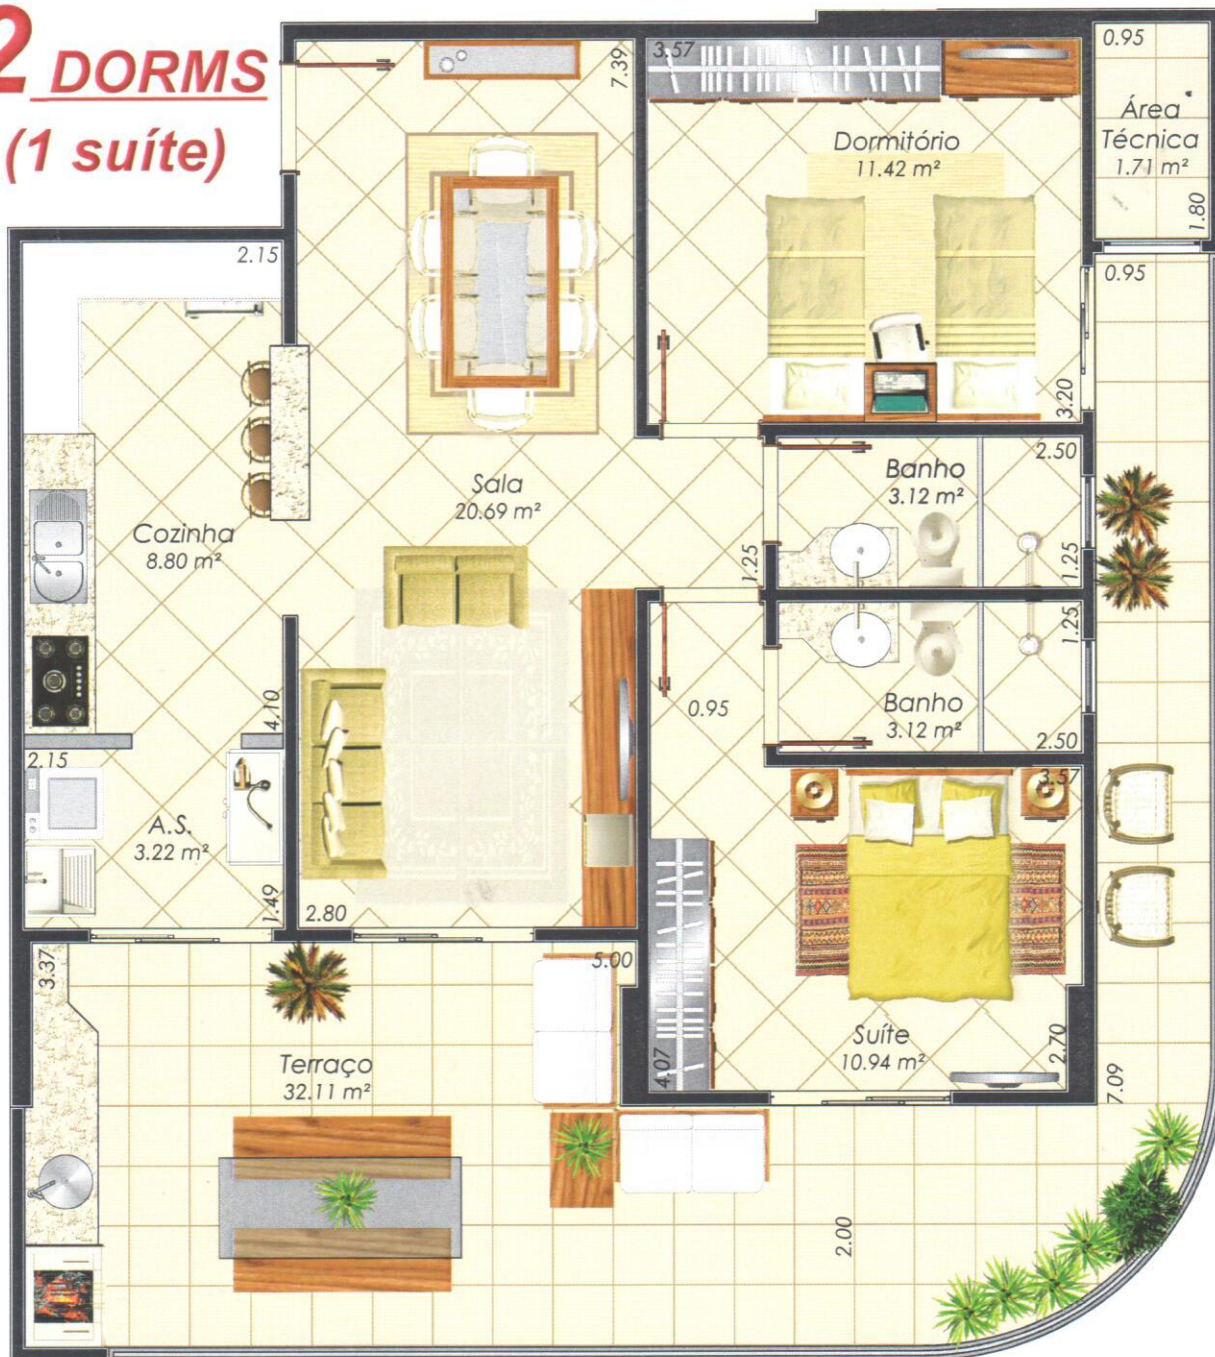 2 DORMS
(1 suíte)
7.39
3.57
0.95
Área
Técnica
1.71 m²
1.80
Dormitório
11.42 m²
3.20
0.95
2.15
Sala
20.69 m²
Cozinha
8.80 m²
Banho
3.12 m²
2.50
1.25
1.25
1.25
0.95
Banho
3.12 m²
2.50
4.10
2.15
A.S.
3.22 m²
1.49
2.80
3.57
Suíte
10.94 m²
4.07
2.70
3.37
5.00
Terraço
32.11 m²
7.09
2.00